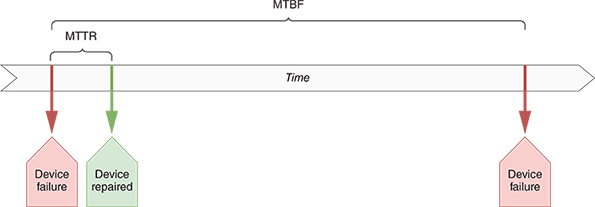 MTBF
MTTR
Time
Device
failure
Device
repaired
Device
failure